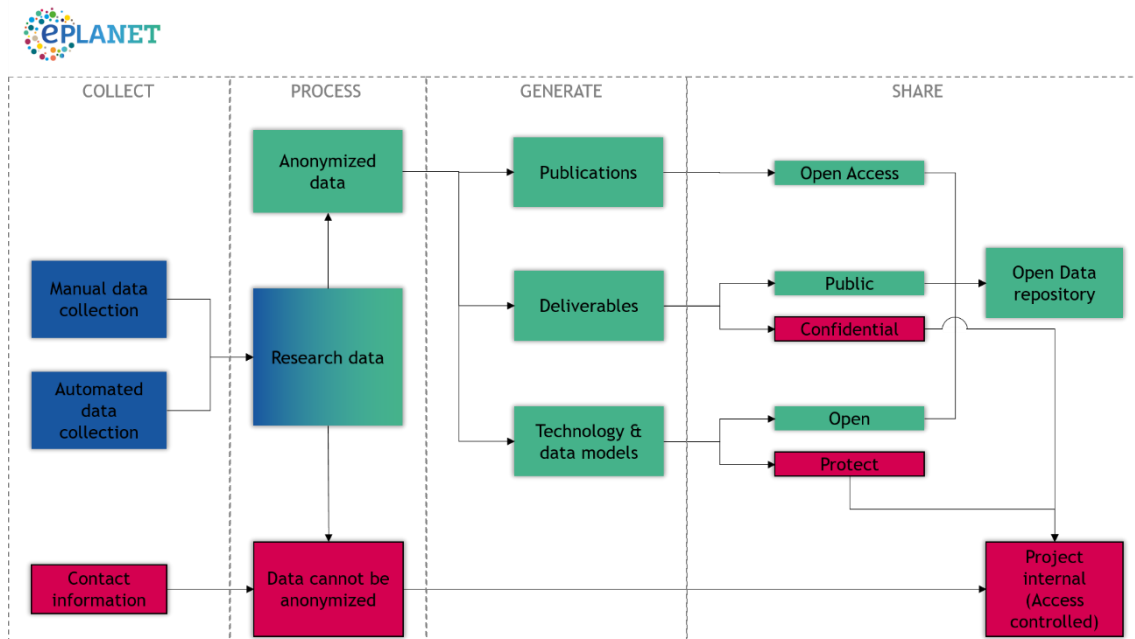 ePLANET
COLLECT
PROCESS
GENERATE
SHARE
Anonymized
data
Publications
Open Access
Manual data
collection
Research data
Deliverables
Public
Confidential
Open Data
repository
Automated
data
collection
Technology &
data models
Open
Protect
Contact
information
Data cannot be
anonymized
Project
internal
(Access
controlled)